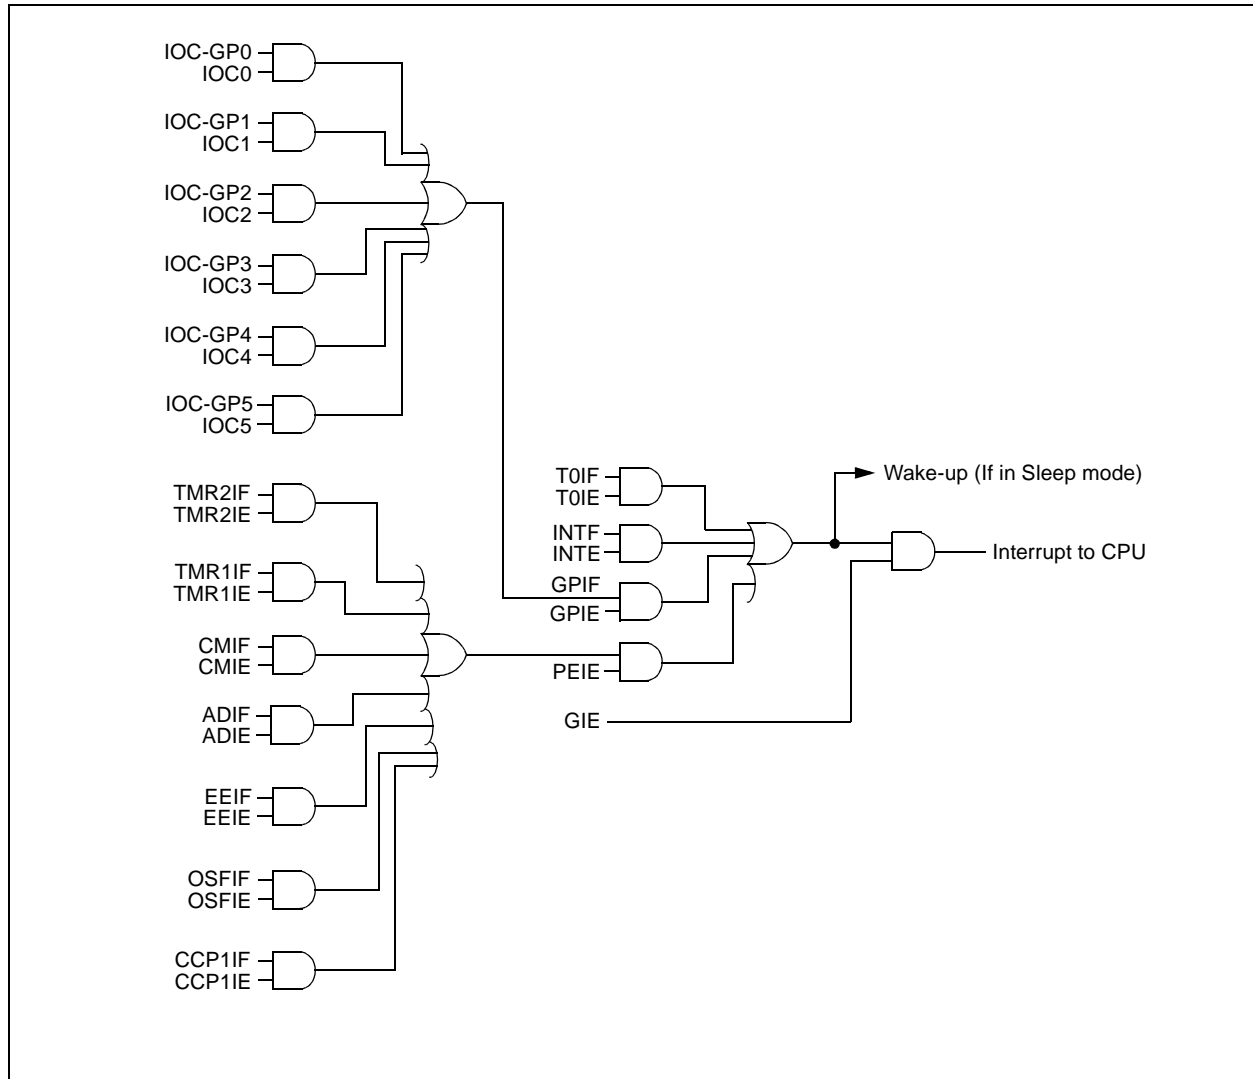 IOC-GP0
IOC0
IOC-GP1
IOC1
IOC-GP2
IOC2
IOC-GP3
IOC3
IOC-GP4
IOC4
IOC-GP5
IOC5
TMR2IF
TMR2IE
TMR1IF
TMR1IE
CMIF
CMIE
ADIF
ADIE
EEIF
EEIE
OSFIF
OSFIE
CCP1IF
CCP1IE
T0IF
T0IE
INTF
INTE
GPIF
GPIE
PEIE
GIE
Wake-up (If in Sleep mode)
Interrupt to CPU